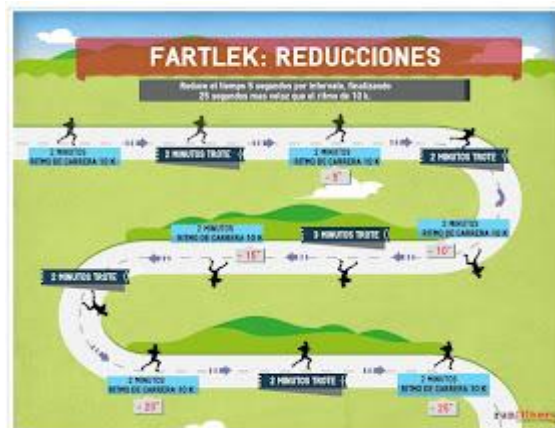 FARTLEK: REDUCCIONES
Reduce el tiempo 5 segundos por intervalo, finalizando
25 segundos mas veloz que el ritmo de 10 k.
2 MINUTOS
RITMO DE CARRERA 10 K
2 MINUTOS TROTE
2 MINUTOS
RITMO DE CARRERA 10 K
- 5"
2 MINUTOS TROTE
2 MINUTOS
RITMO DE CARRERA 10 K
- 10"
3 MINUTOS TROTE
2 MINUTOS
RITMO DE CARRERA 10 K
- 15"
2 MINUTOS TROTE
2 MINUTOS
RITMO DE CARRERA 10 K
- 20"
2 MINUTOS TROTE
2 MINUTOS
RITMO DE CARRERA 10 K
- 25"